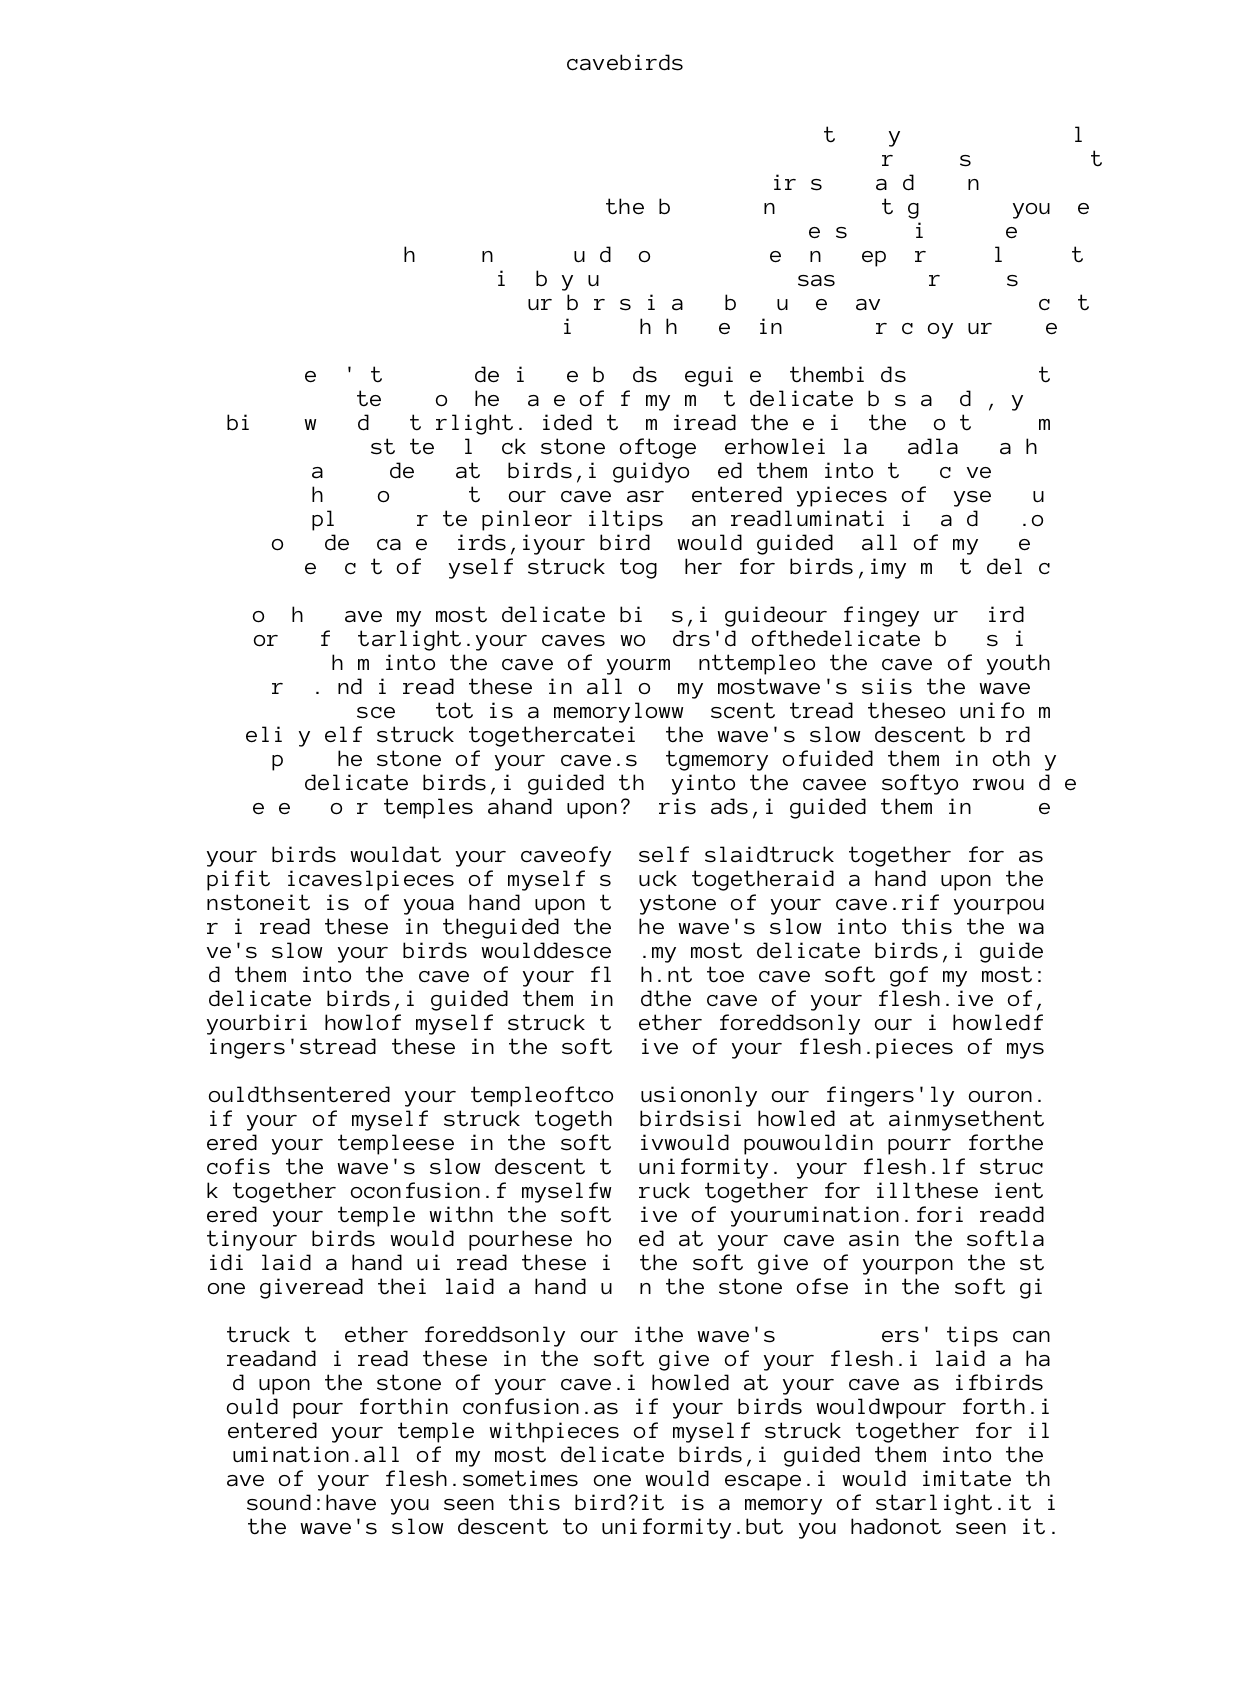 cavebirds
t y l
r s t
ir s a d n
the b n t g you e
e s i e
h n u d o e n ep r l t
i b y u sas r s
ur b r s i a b u e av c t
i h h e in r c oy ur e
e ' t de i e b ds egui e thembi ds t
te o he a e of f my m t delicate b s a d , y
bi w d t rlight. ided t m iread the e i the o t m
st te l ck stone oftoge erhowlei la adla a h
a de at birds,i guidyo ed them into t c ve
h o t our cave asr entered ypieces of yse u
pl r te pinleor iltips an readluminati i a d .o
o de ca e irds,iyour bird would guided all of my e
e c t of yself struck tog her for birds,imy m t del c
o h ave my most delicate bi s,i guideour fingey ur ird
or f tarlight.your caves wo drs'd ofthedelicate b s i
h m into the cave of yourm nttempleo the cave of youth
r . nd i read these in all o my mostwave's siis the wave
sce tot is a memoryloww scent tread theseo unifo m
eli y elf struck togethercatei the wave's slow descent b rd
p he stone of your cave.s tgmemory ofuided them in oth y
delicate birds,i guided th yinto the cavee softyo rwou d e
e e o r temples ahand upon? ris ads,i guided them in e
your birds wouldat your caveofy self slaidtruck together for as
pifit icaveslpieces of myself s uck togetheraid a hand upon the
nstoneit is of youa hand upon t ystone of your cave.rif yourpou
r i read these in theguided the he wave's slow into this the wa
ve's slow your birds woulddesce .my most delicate birds,i guide
d them into the cave of your fl h.nt toe cave soft gof my most:
delicate birds,i guided them in dthe cave of your flesh.ive of,
yourbiri howlof myself struck t ether foreddsonly our i howledf
ingers'stread these in the soft ive of your flesh.pieces of mys
ouldthsentered your templeoftco usiononly our fingers'ly ouron.
if your of myself struck togeth birdsisi howled at ainmysethent
ered your templeese in the soft ivwould pouwouldin pourr forthe
cofis the wave's slow descent t uniformity. your flesh.lf struc
k together oconfusion.f myselfw ruck together for illthese ient
ered your temple withn the soft ive of yourumination.fori readd
tinyour birds would pourhese ho ed at your cave asin the softla
idi laid a hand ui read these i the soft give of yourpon the st
one giveread thei laid a hand u n the stone ofse in the soft gi
truck t ether foreddsonly our ithe wave's ers' tips can
readand i read these in the soft give of your flesh.i laid a ha
d upon the stone of your cave.i howled at your cave as ifbirds
ould pour forthin confusion.as if your birds wouldwpour forth.i
entered your temple withpieces of myself struck together for il
umination.all of my most delicate birds,i guided them into the
ave of your flesh.sometimes one would escape.i would imitate th
sound:have you seen this bird?it is a memory of starlight.it i
the wave's slow descent to uniformity.but you hadonot seen it.